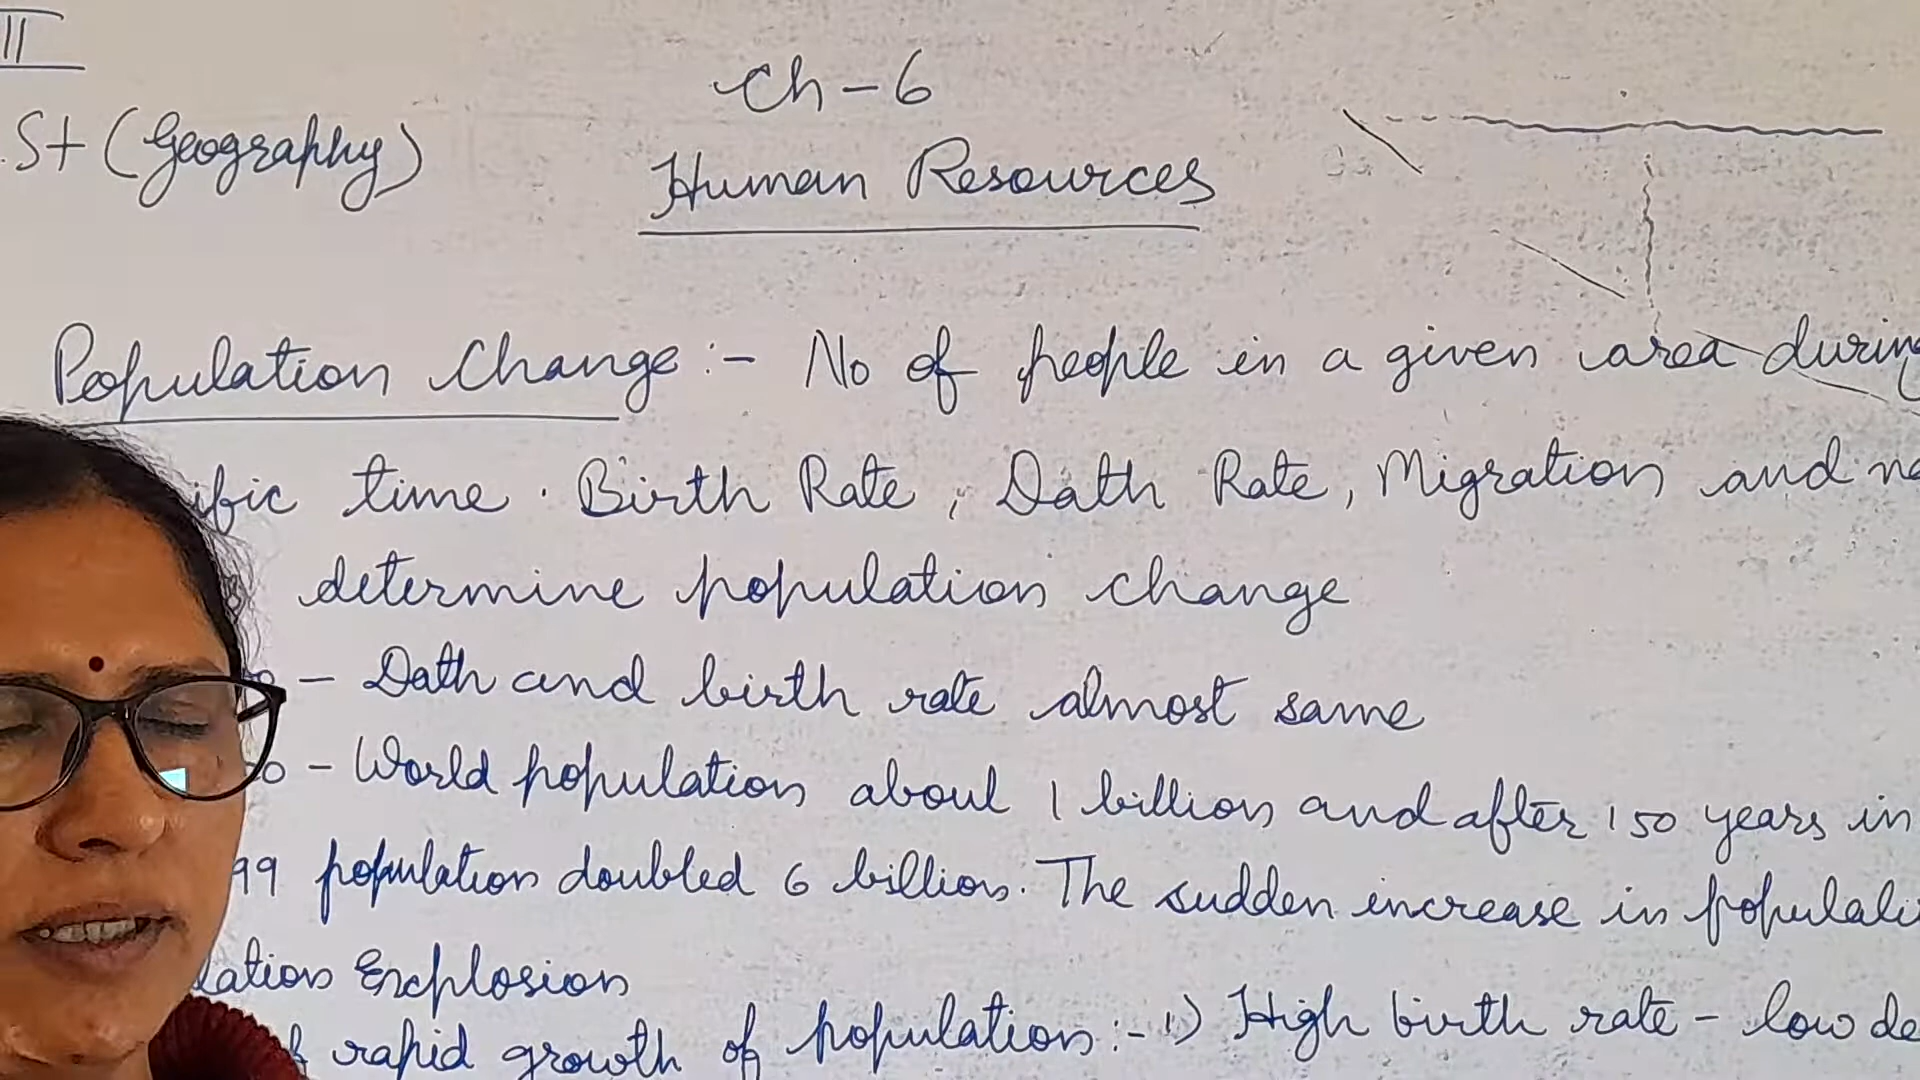 II
.St (Geography)
Ch-6
Human Resources
Population Change :- No of people in a given area during
ific time. Birth Rate, Dath Rate, Migration and
determine population change
- Dath and birth rate almost same
- World population about 1 billion and after 150 years in
99 population doubled 6 billion. The sudden increase in populati
lation Explosion
rapid growth of population :- 1) High birth rate - low de